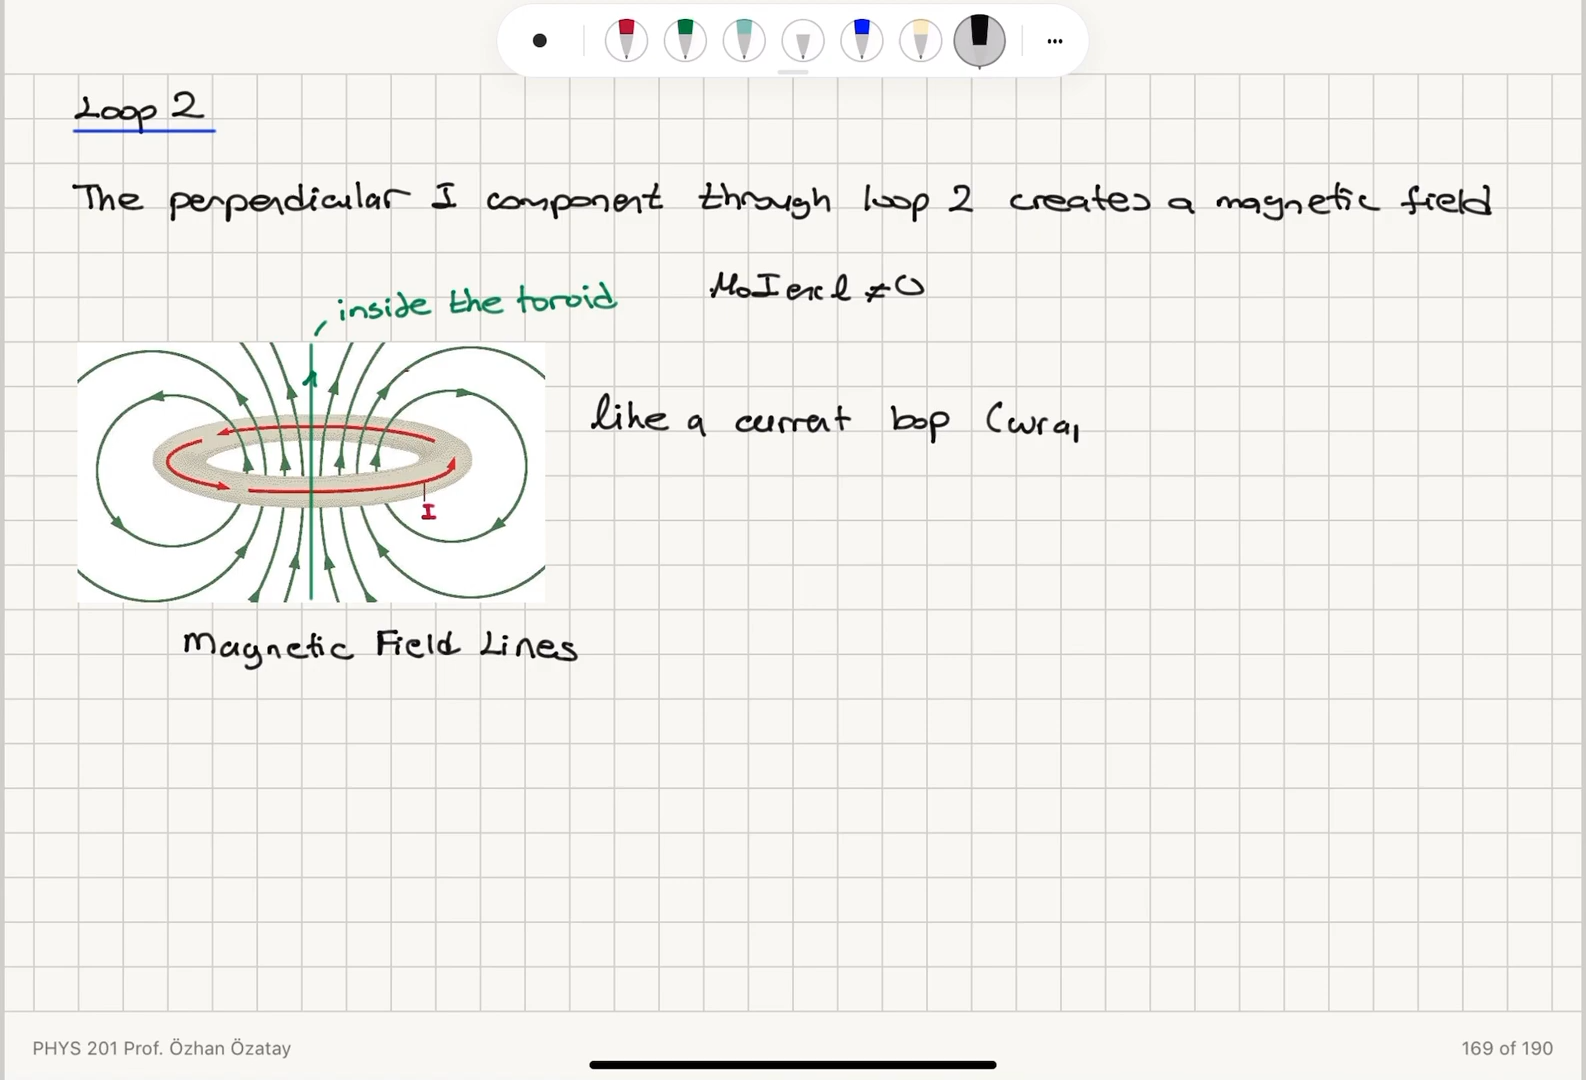 Loop 2
The perpendicular I component through loop 2 creates a magnetic field
inside the toroid
μ₀I encl ≠ 0
like a current loop (wrap
I
Magnetic Field Lines
PHYS 201 Prof. Özhan Özatay
169 of 190